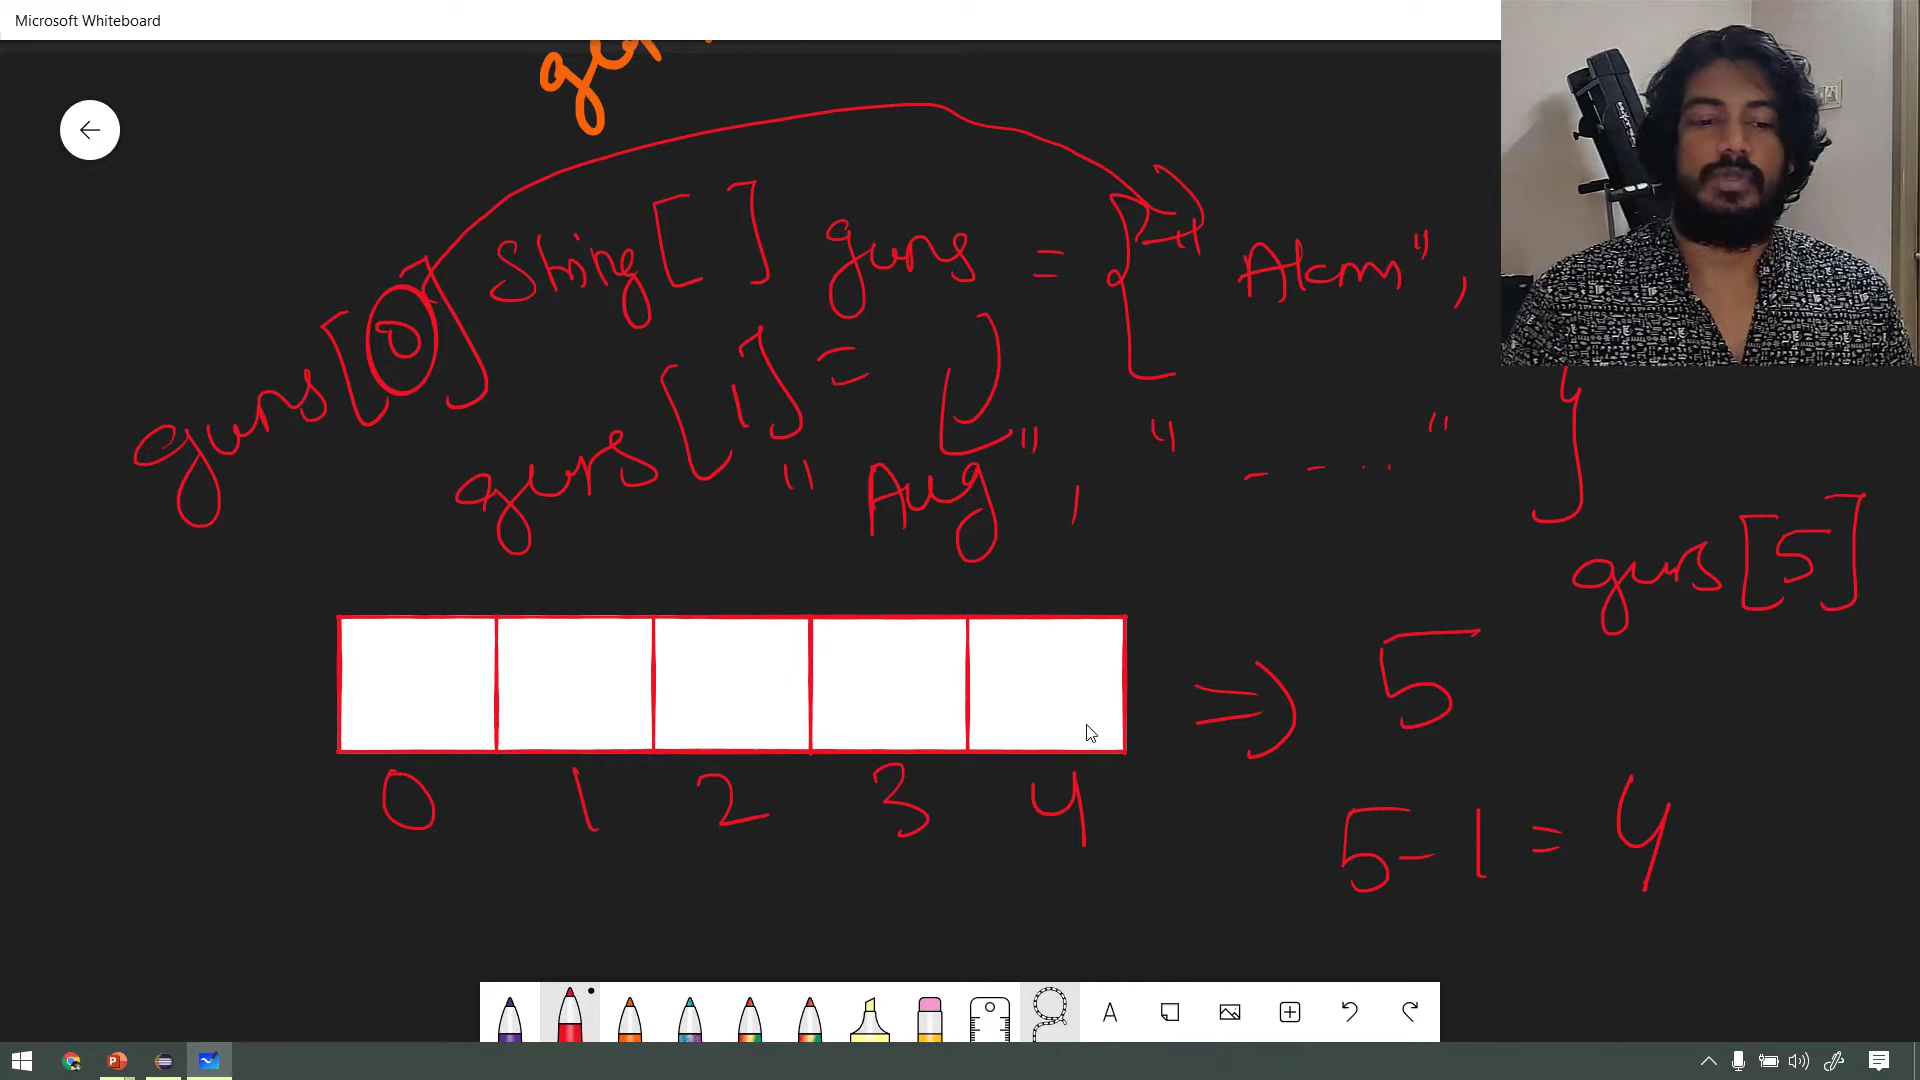 Microsoft Whiteboard
String[] guns = { "Akm",
guns[0]
guns[1] =
"Aug", "- - ..." }
guns[5]
⇒ 5
0 1 2 3 4
5-1 = 4